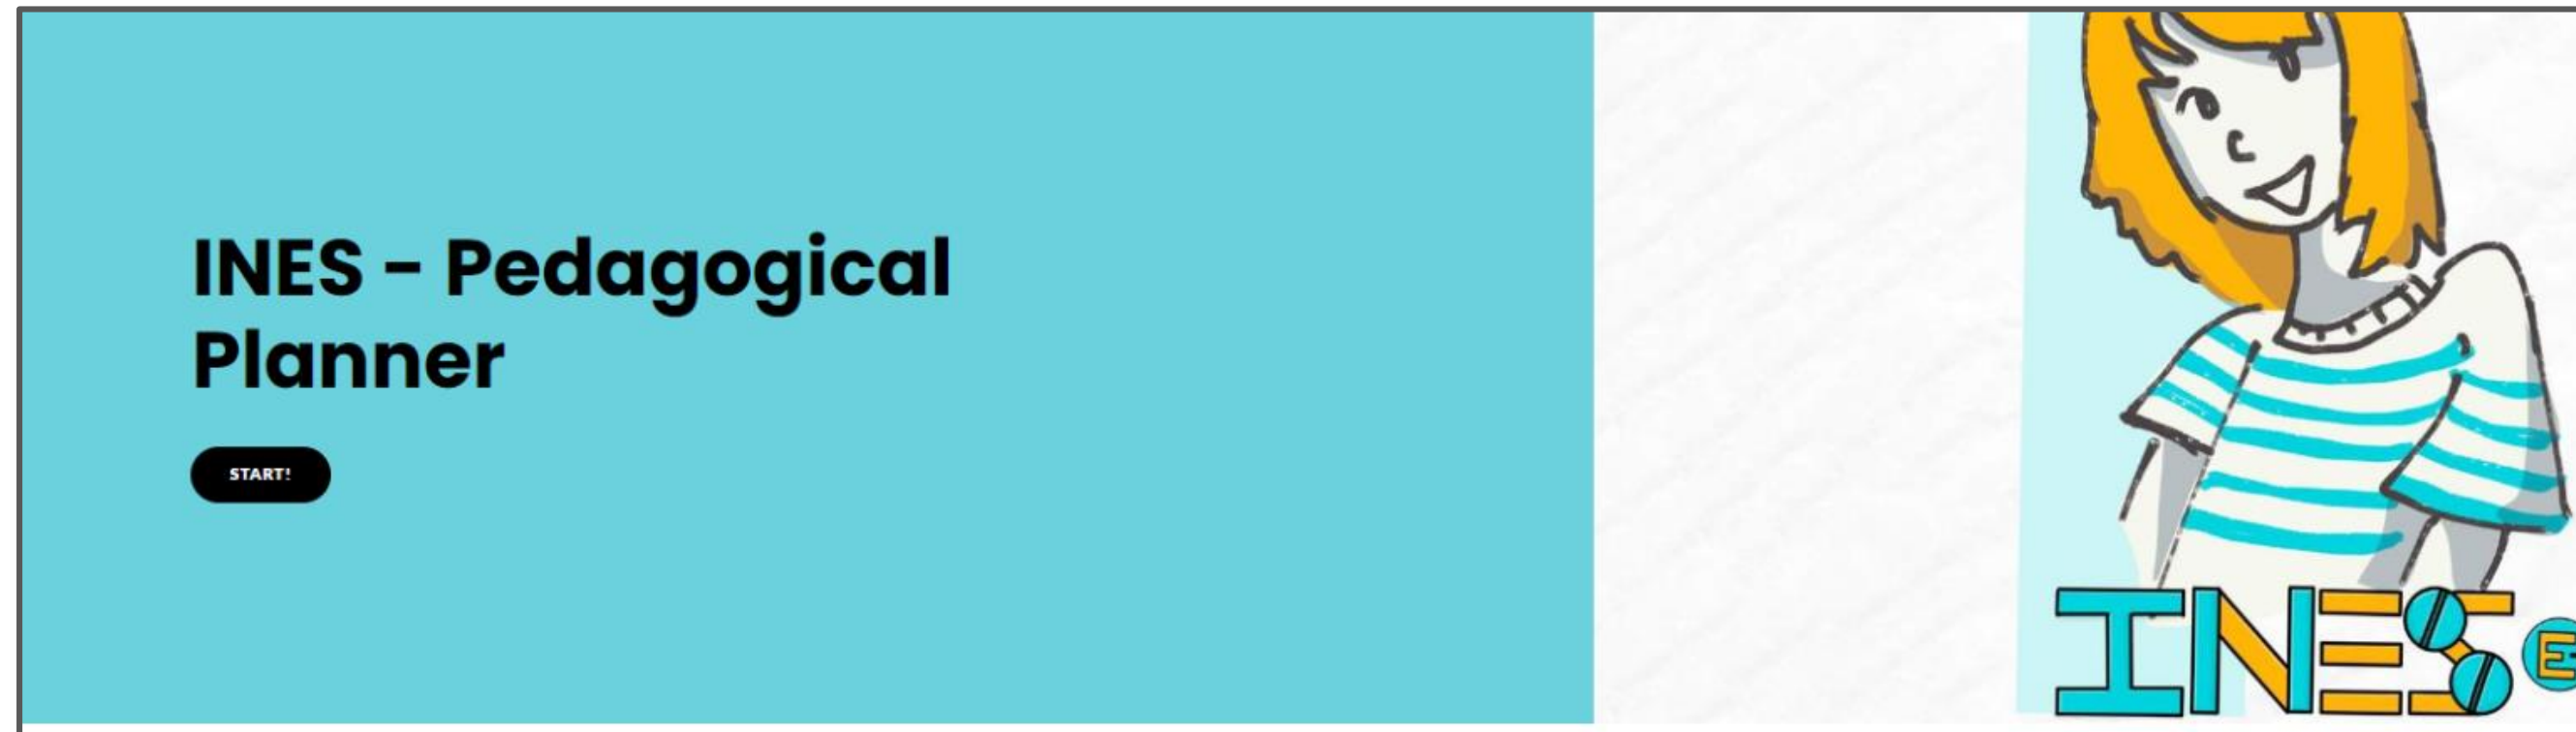 INES - Pedagogical
Planner
START!
INES
E